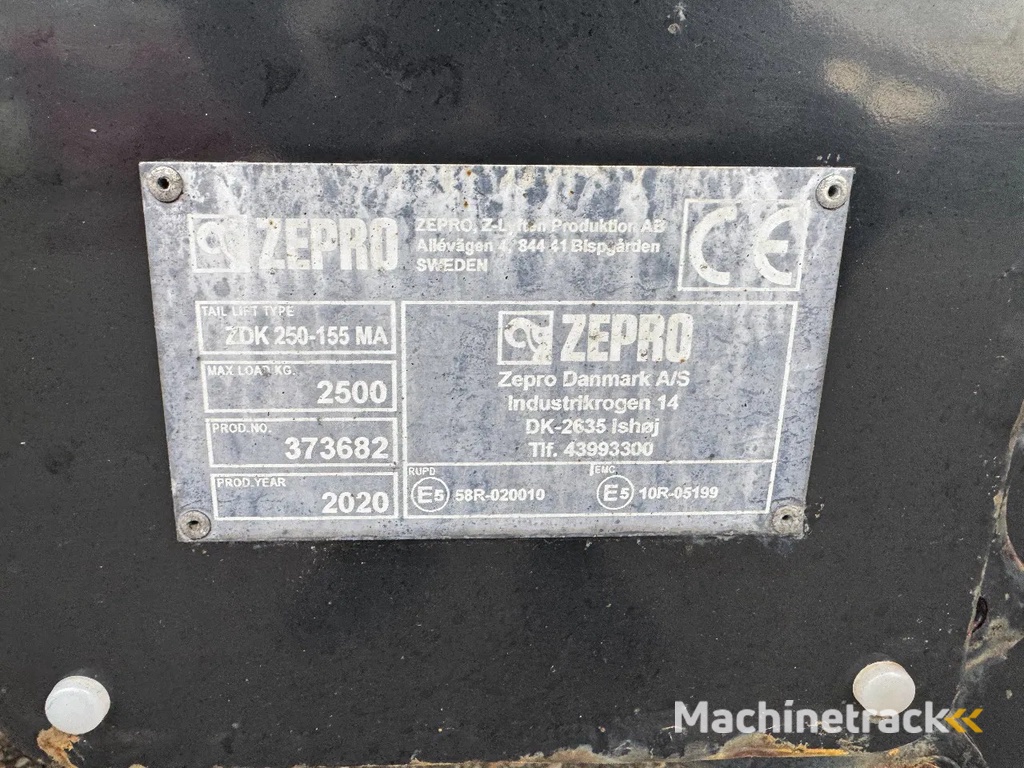 ZEPRO
ZEPRO, Z-Lyften Produktion AB
Allévägen 4, 844 41 Bispgården
SWEDEN
CE
TAIL LIFT TYPE
ZDK 250-155 MA
MAX LOAD KG.
2500
PROD.NO.
373682
PROD.YEAR
2020
ZEPRO
Zepro Danmark A/S
Industrikrogen 14
DK-2635 Ishøj
Tlf. 43993300
RUPD
E5 58R-020010
EMC
E5 10R-05199
Machinetrack